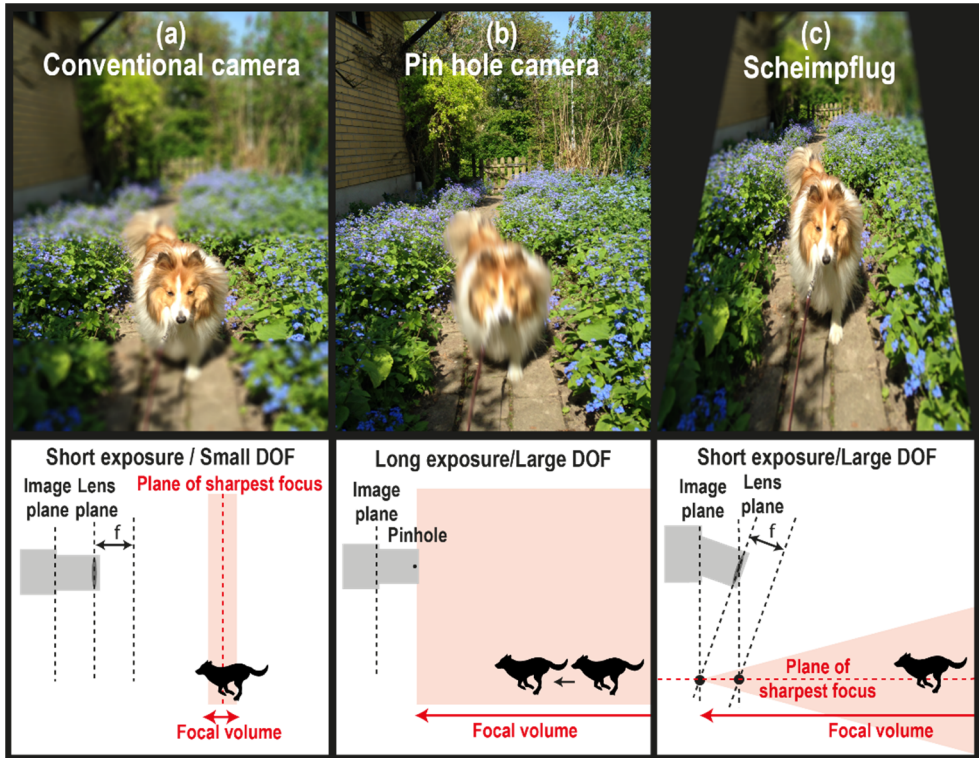 (a)
Conventional camera
(b)
Pin hole camera
(c)
Scheimpflug
Short exposure / Small DOF
Plane of sharpest focus
Image
plane
Lens
plane
f
Focal volume
Long exposure/Large DOF
Image
plane
Pinhole
Focal volume
Short exposure/Large DOF
Image
plane
Lens
plane
f
Plane of
sharpest focus
Focal volume